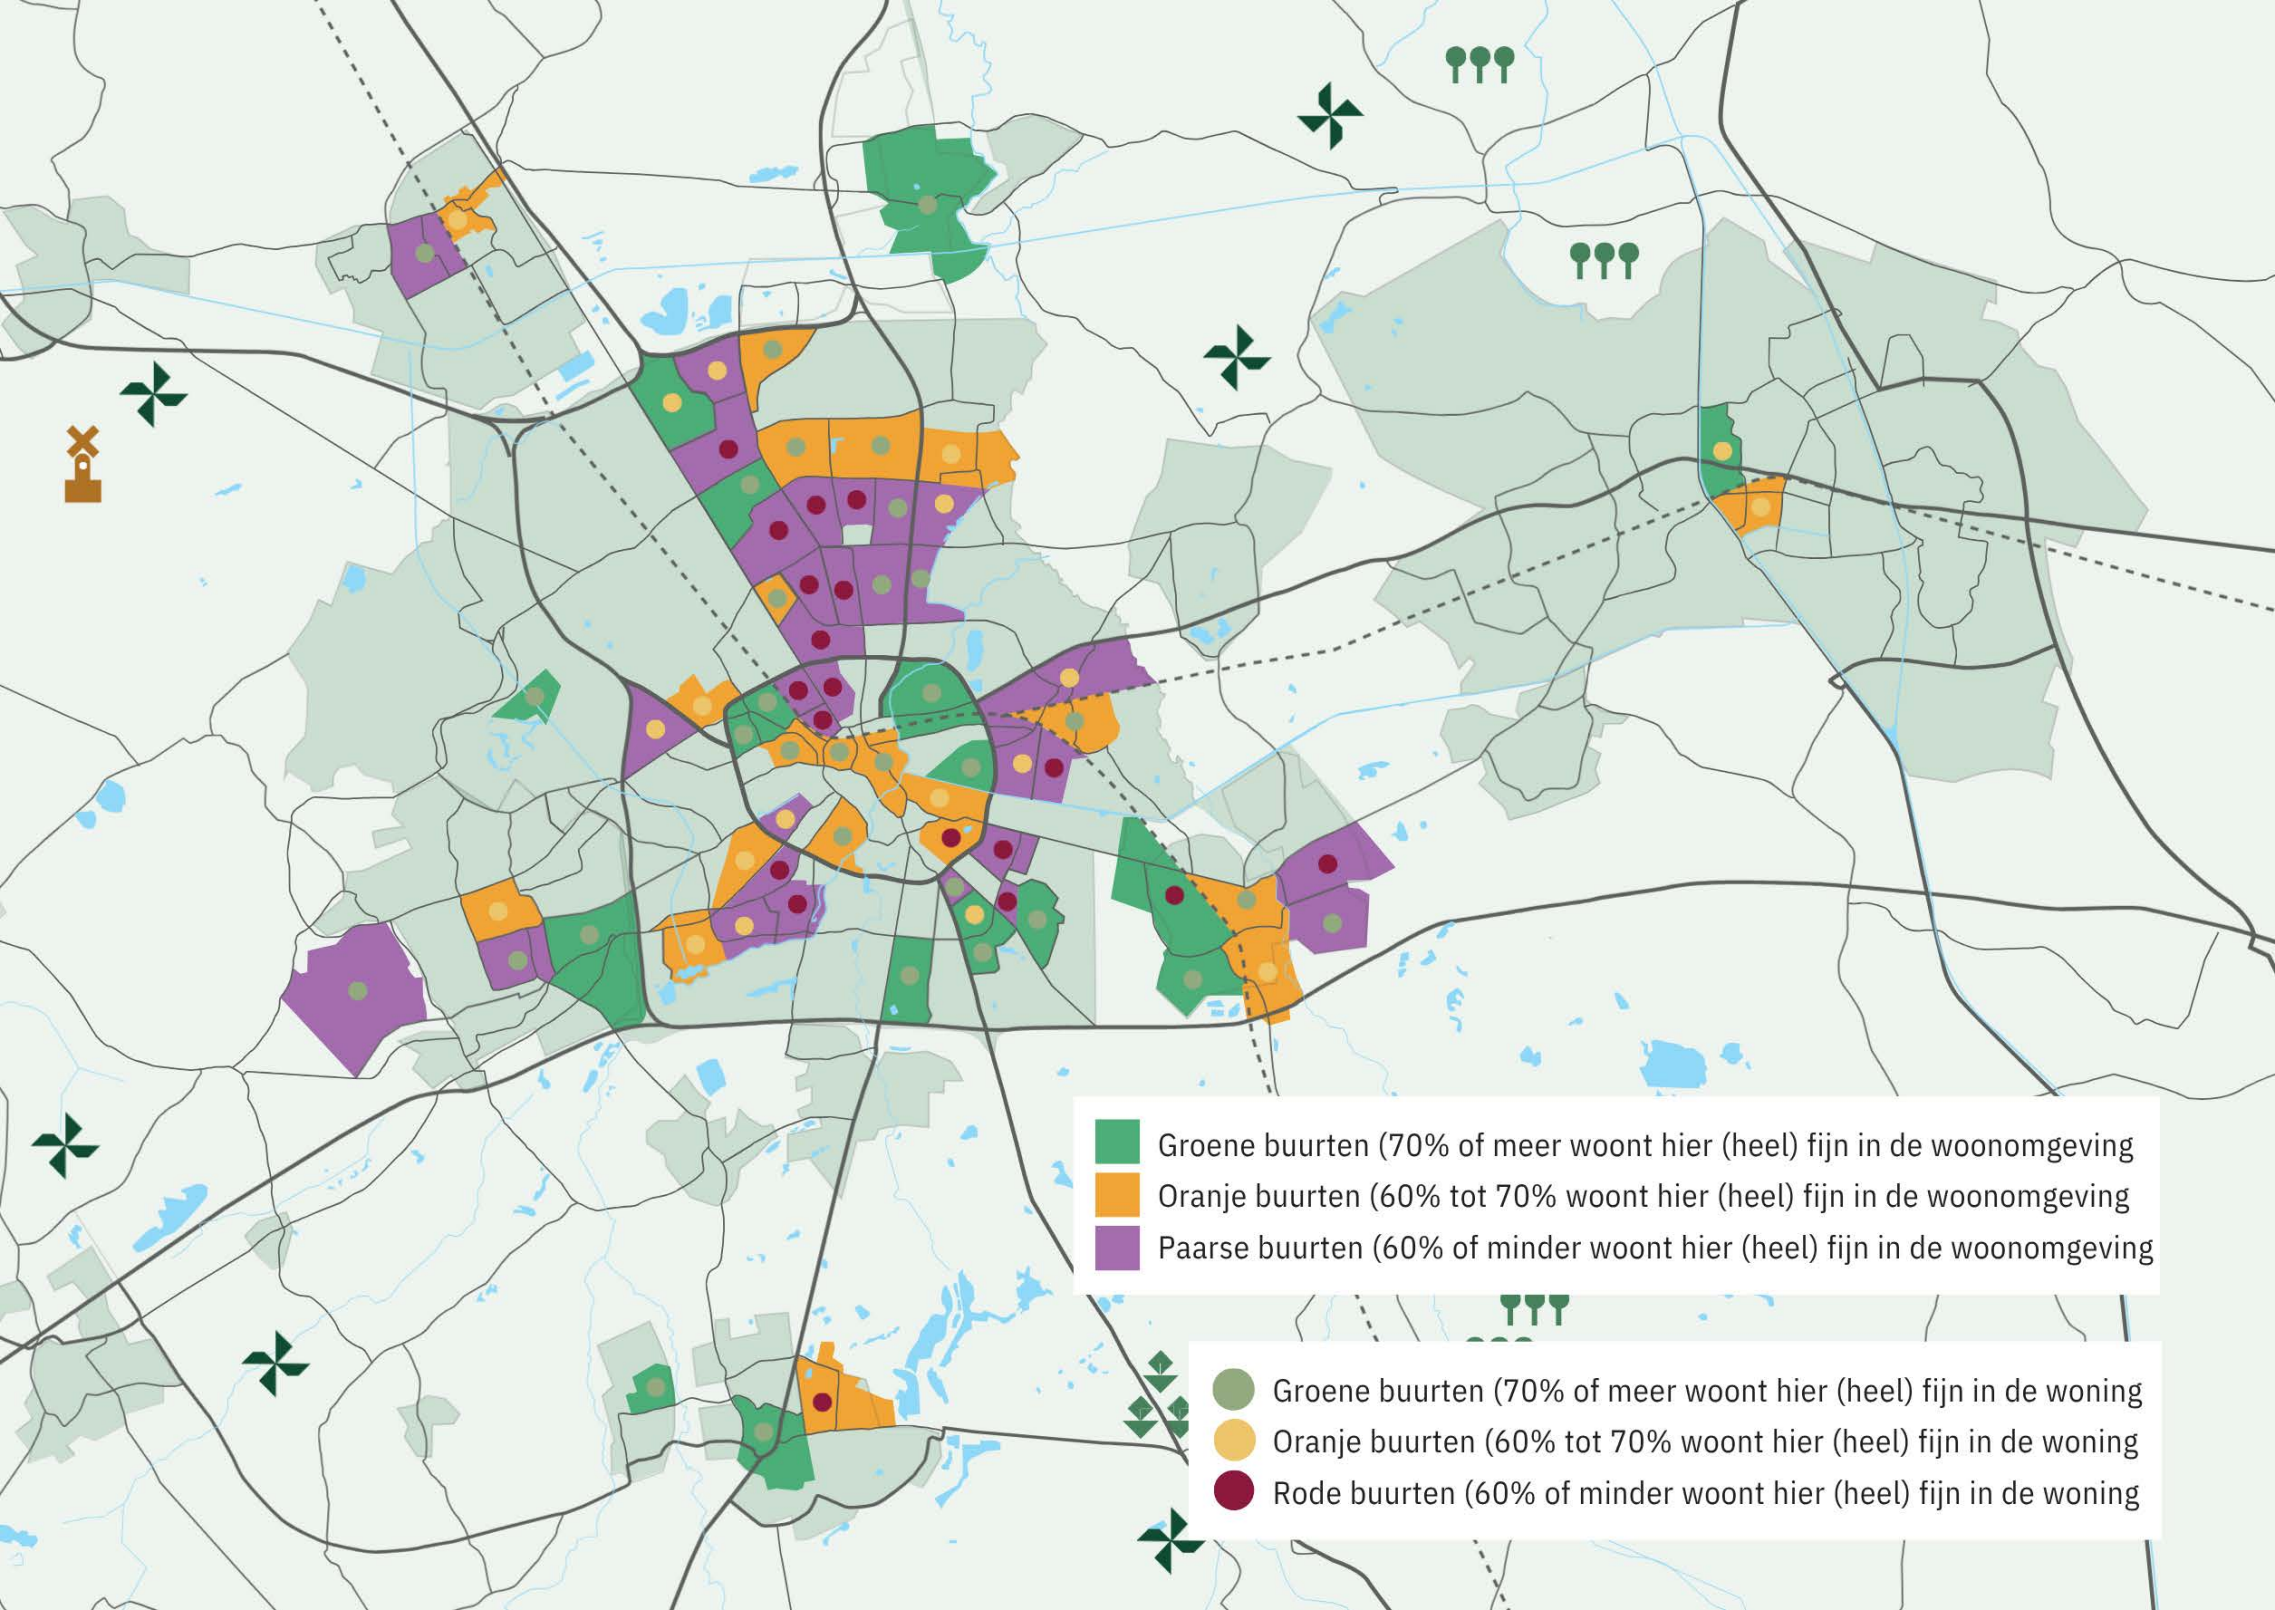 Groene buurten (70% of meer woont hier (heel) fijn in de woonomgeving
Oranje buurten (60% tot 70% woont hier (heel) fijn in de woonomgeving
Paarse buurten (60% of minder woont hier (heel) fijn in de woonomgeving
Groene buurten (70% of meer woont hier (heel) fijn in de woning
Oranje buurten (60% tot 70% woont hier (heel) fijn in de woning
Rode buurten (60% of minder woont hier (heel) fijn in de woning